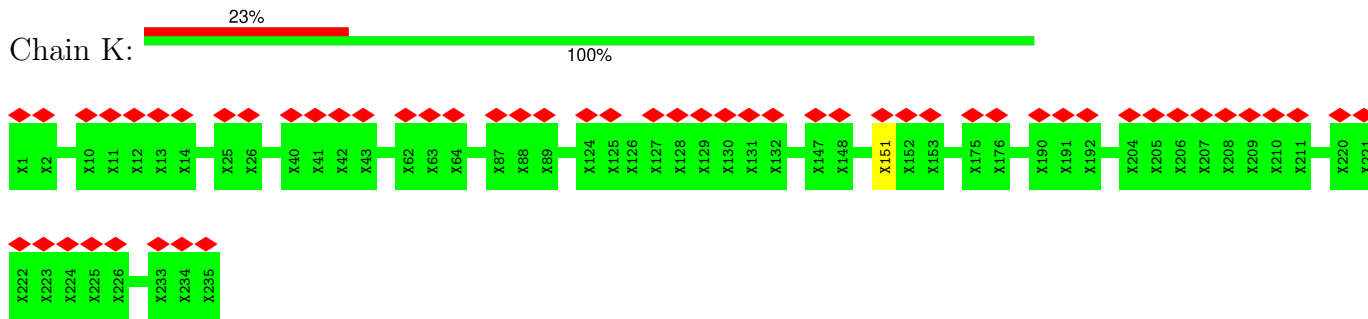 23%
Chain K:
100%
X1 X2 X10 X11 X12 X13 X14 X25 X26 X40 X41 X42 X43 X62 X63 X64 X87 X88 X89 X124 X125 X126 X127 X128 X129 X130 X131 X132 X147 X148 X151 X152 X153 X175 X176 X190 X191 X192 X204 X205 X206 X207 X208 X209 X210 X211 X220 X221
X222 X223 X224 X225 X226 X233 X234 X235